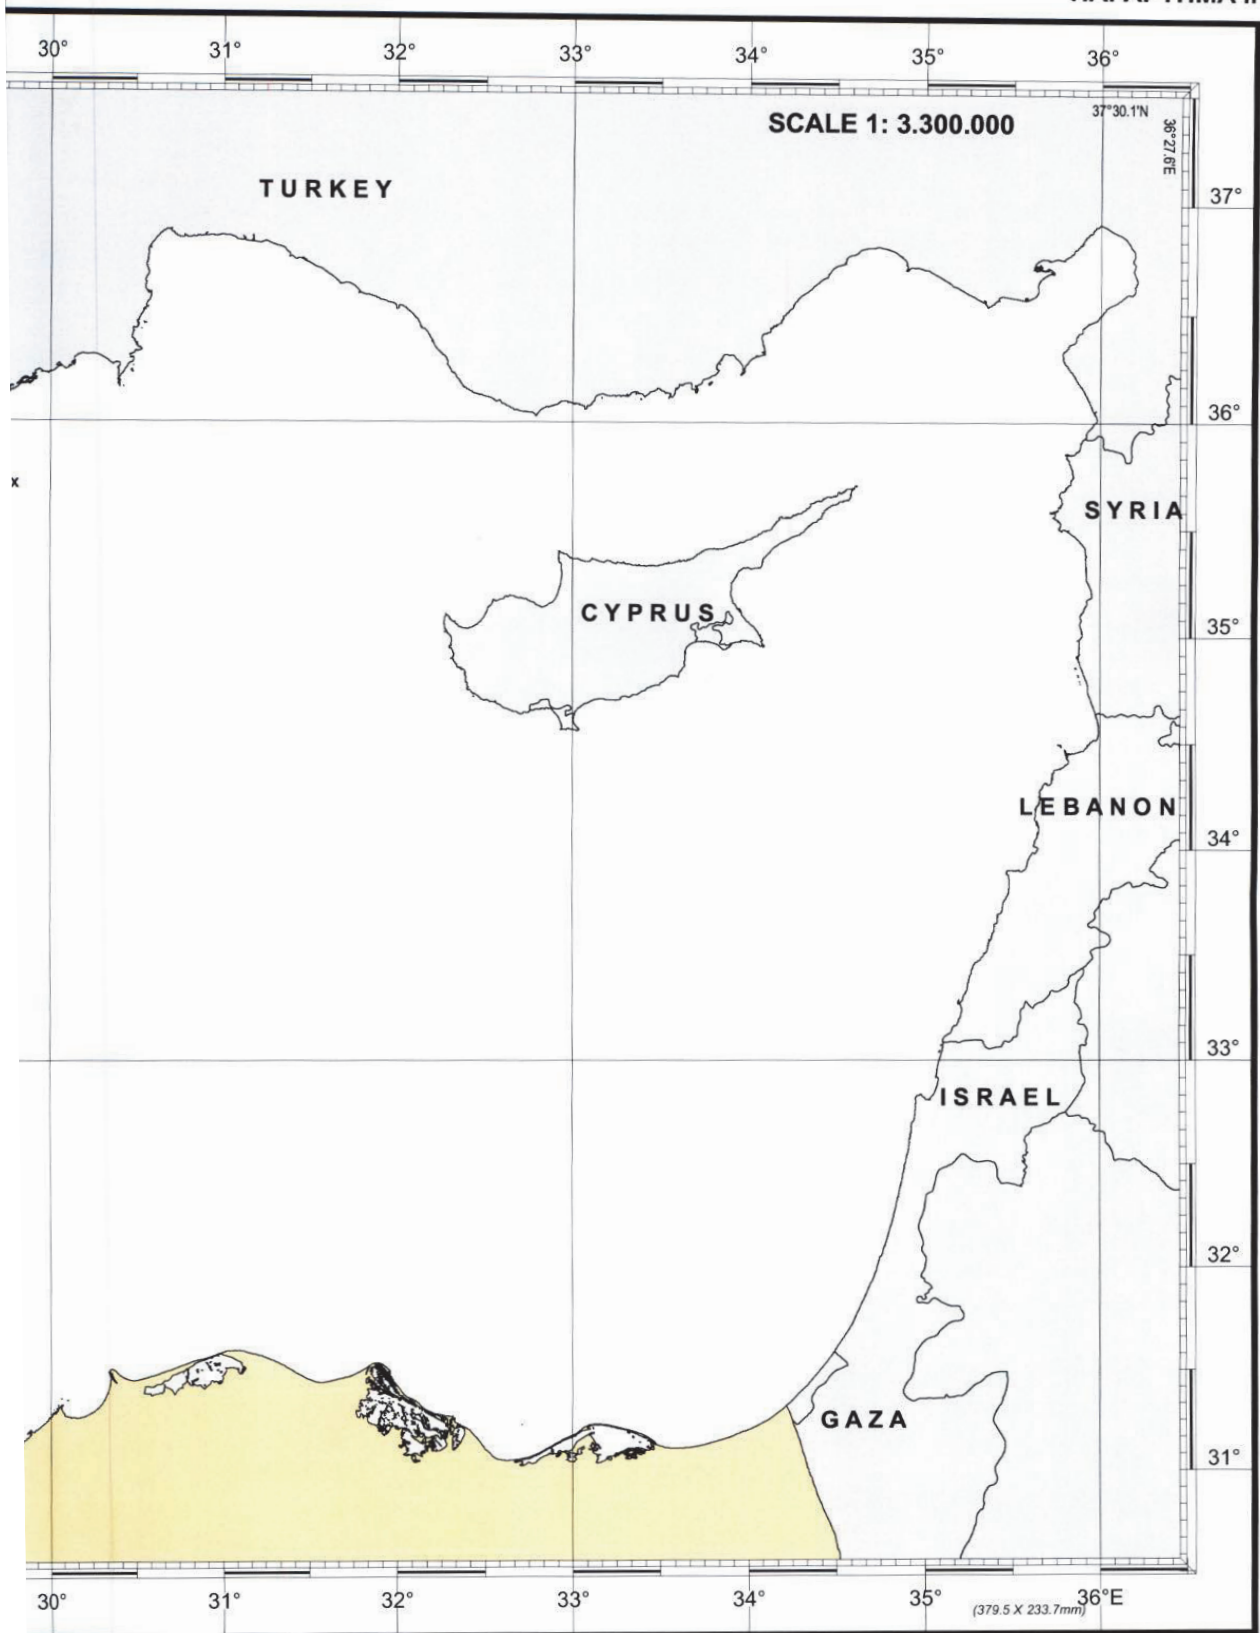 30° 31° 32° 33° 34° 35° 36°
SCALE 1: 3.300.000
37°30.1'N
36°27.6'E
TURKEY
37°
36°
x
SYRIA
CYPRUS
35°
LEBANON
34°
33°
ISRAEL
32°
GAZA
31°
30° 31° 32° 33° 34° 35° 36°E
(379.5 X 233.7mm)